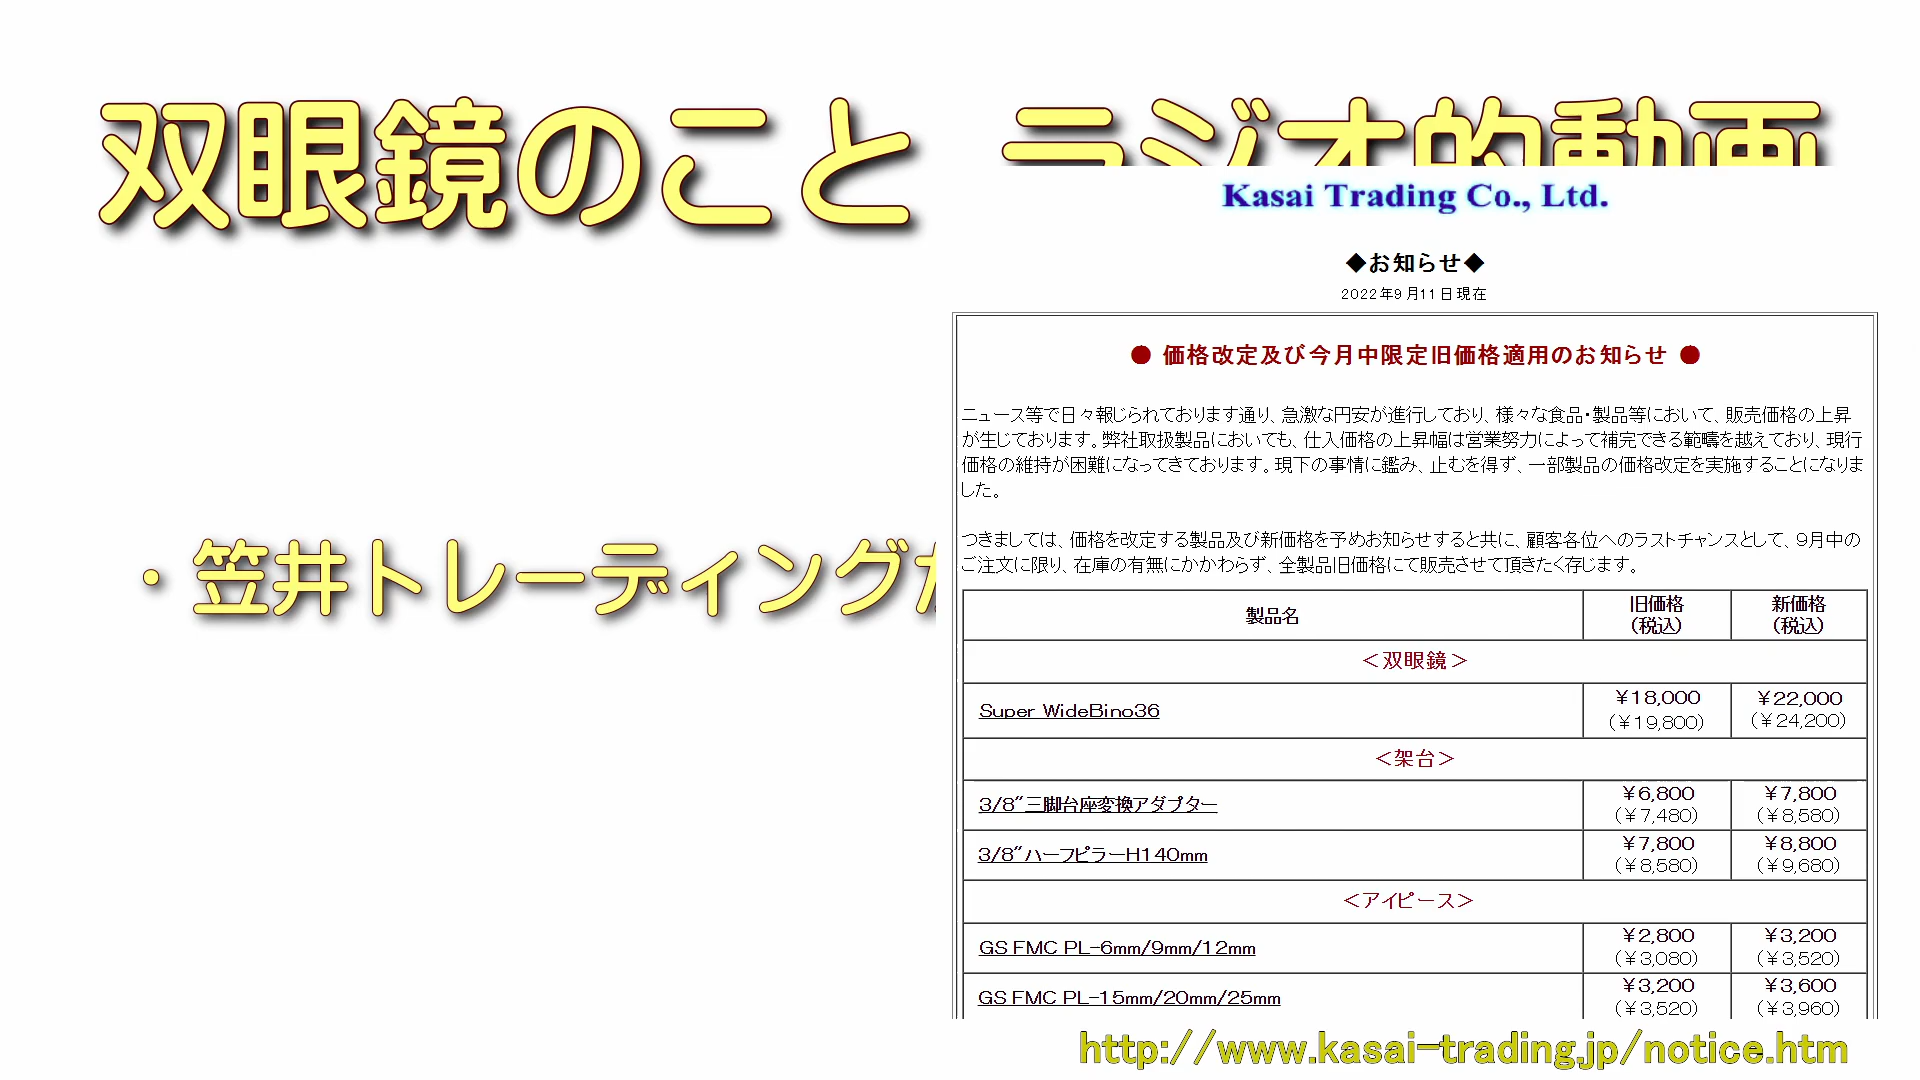 双眼鏡のこと ラジオ的動画
・笠井トレーディング
Kasai Trading Co., Ltd.
◆お知らせ◆
2022年9月11日現在
● 価格改定及び今月中限定旧価格適用のお知らせ ●
ニュース等で日々報じられております通り、急激な円安が進行しており、様々な食品・製品等において、販売価格の上昇
が生じております。弊社取扱製品においても、仕入価格の上昇幅は営業努力によって補完できる範疇を越えており、現行
価格の維持が困難になってきております。現下の事情に鑑み、止むを得ず、一部製品の価格改定を実施することになりま
した。
つきましては、価格を改定する製品及び新価格を予めお知らせすると共に、顧客各位へのラストチャンスとして、9月中の
ご注文に限り、在庫の有無にかかわらず、全製品旧価格にて販売させて頂きたく存じます。
製品名 旧価格 新価格
(税込) (税込)
＜双眼鏡＞
Super WideBino36 ￥18,000 ￥22,000
(￥19,800) (￥24,200)
＜架台＞
3/8"三脚台座変換アダプター ￥6,800 ￥7,800
(￥7,480) (￥8,580)
3/8"ハーフピラーH140mm ￥7,800 ￥8,800
(￥8,580) (￥9,680)
＜アイピース＞
GS FMC PL-6mm/9mm/12mm ￥2,800 ￥3,200
(￥3,080) (￥3,520)
GS FMC PL-15mm/20mm/25mm ￥3,200 ￥3,600
(￥3,520) (￥3,960)
http://www.kasai-trading.jp/notice.htm